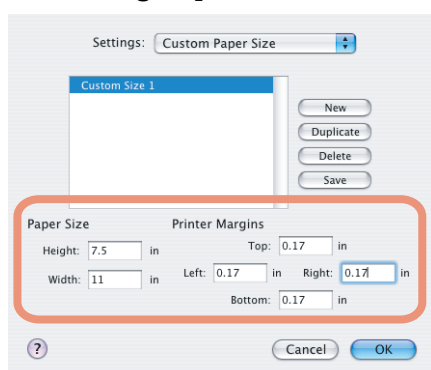 Settings: Custom Paper Size
Custom Size 1
New
Duplicate
Delete
Save
Paper Size
Printer Margins
Height: 7.5 in
Top: 0.17 in
Width: 11 in
Left: 0.17 in Right: 0.17 in
Bottom: 0.17 in
? Cancel OK